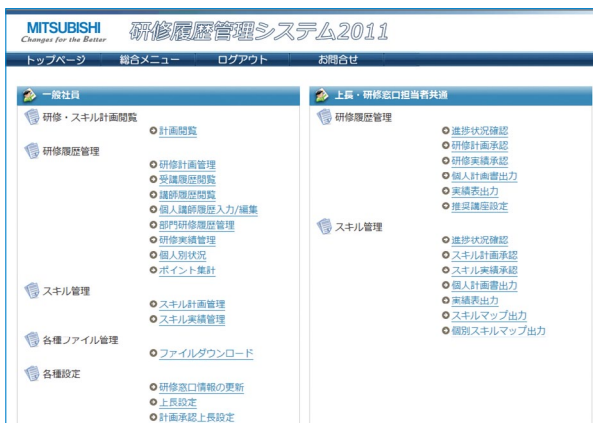 MITSUBISHI
Changes for the Better
研修履歴管理システム2011
トップページ 総合メニュー ログアウト お問合せ
一般社員
研修・スキル計画閲覧
計画閲覧
研修履歴管理
研修計画管理
受講履歴閲覧
講師履歴閲覧
個人講師履歴入力/編集
部門研修履歴管理
研修実績管理
個人別状況
ポイント集計
スキル管理
スキル計画管理
スキル実績管理
各種ファイル管理
ファイルダウンロード
各種設定
研修窓口情報の更新
上長設定
計画承認上長設定
上長・研修窓口担当者共通
研修履歴管理
進捗状況確認
研修計画承認
研修実績承認
個人計画書出力
実績表出力
推奨講座設定
スキル管理
進捗状況確認
スキル計画承認
スキル実績承認
個人計画書出力
実績表出力
スキルマップ出力
個別スキルマップ出力